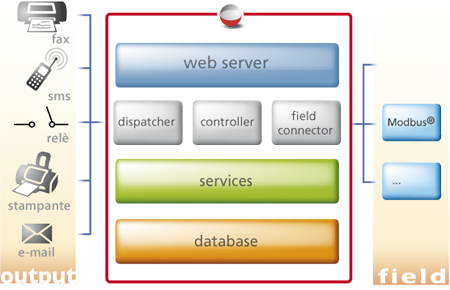 fax
sms
relè
stampante
e-mail
output
web server
dispatcher
controller
field
connector
services
database
Modbus®
...
field